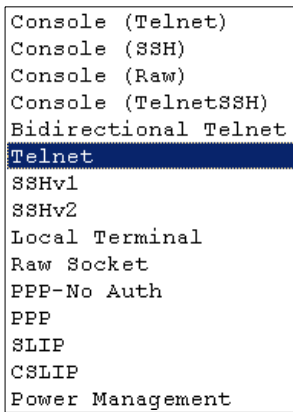 Console (Telnet)
Console (SSH)
Console (Raw)
Console (TelnetSSH)
Bidirectional Telnet
Telnet
SSHv1
SSHv2
Local Terminal
Raw Socket
PPP-No Auth
PPP
SLIP
CSLIP
Power Management